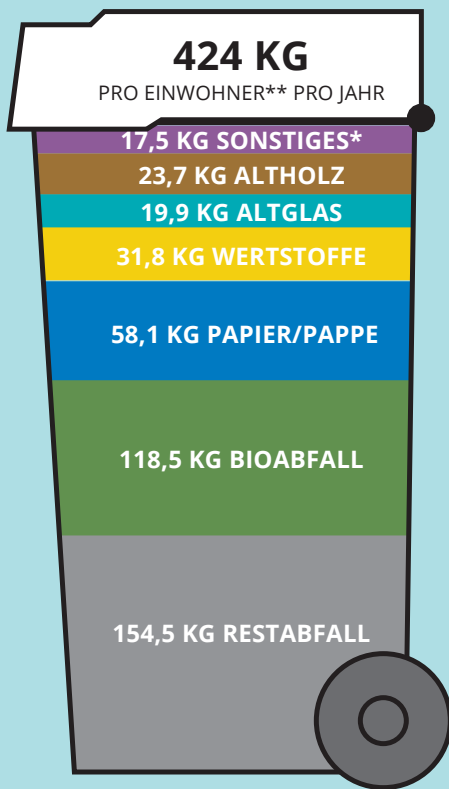 424 KG
PRO EINWOHNER** PRO JAHR
17,5 KG SONSTIGES*
23,7 KG ALTHOLZ
19,9 KG ALTGLAS
31,8 KG WERTSTOFFE
58,1 KG PAPIER/PAPPE
118,5 KG BIOABFALL
154,5 KG RESTABFALL